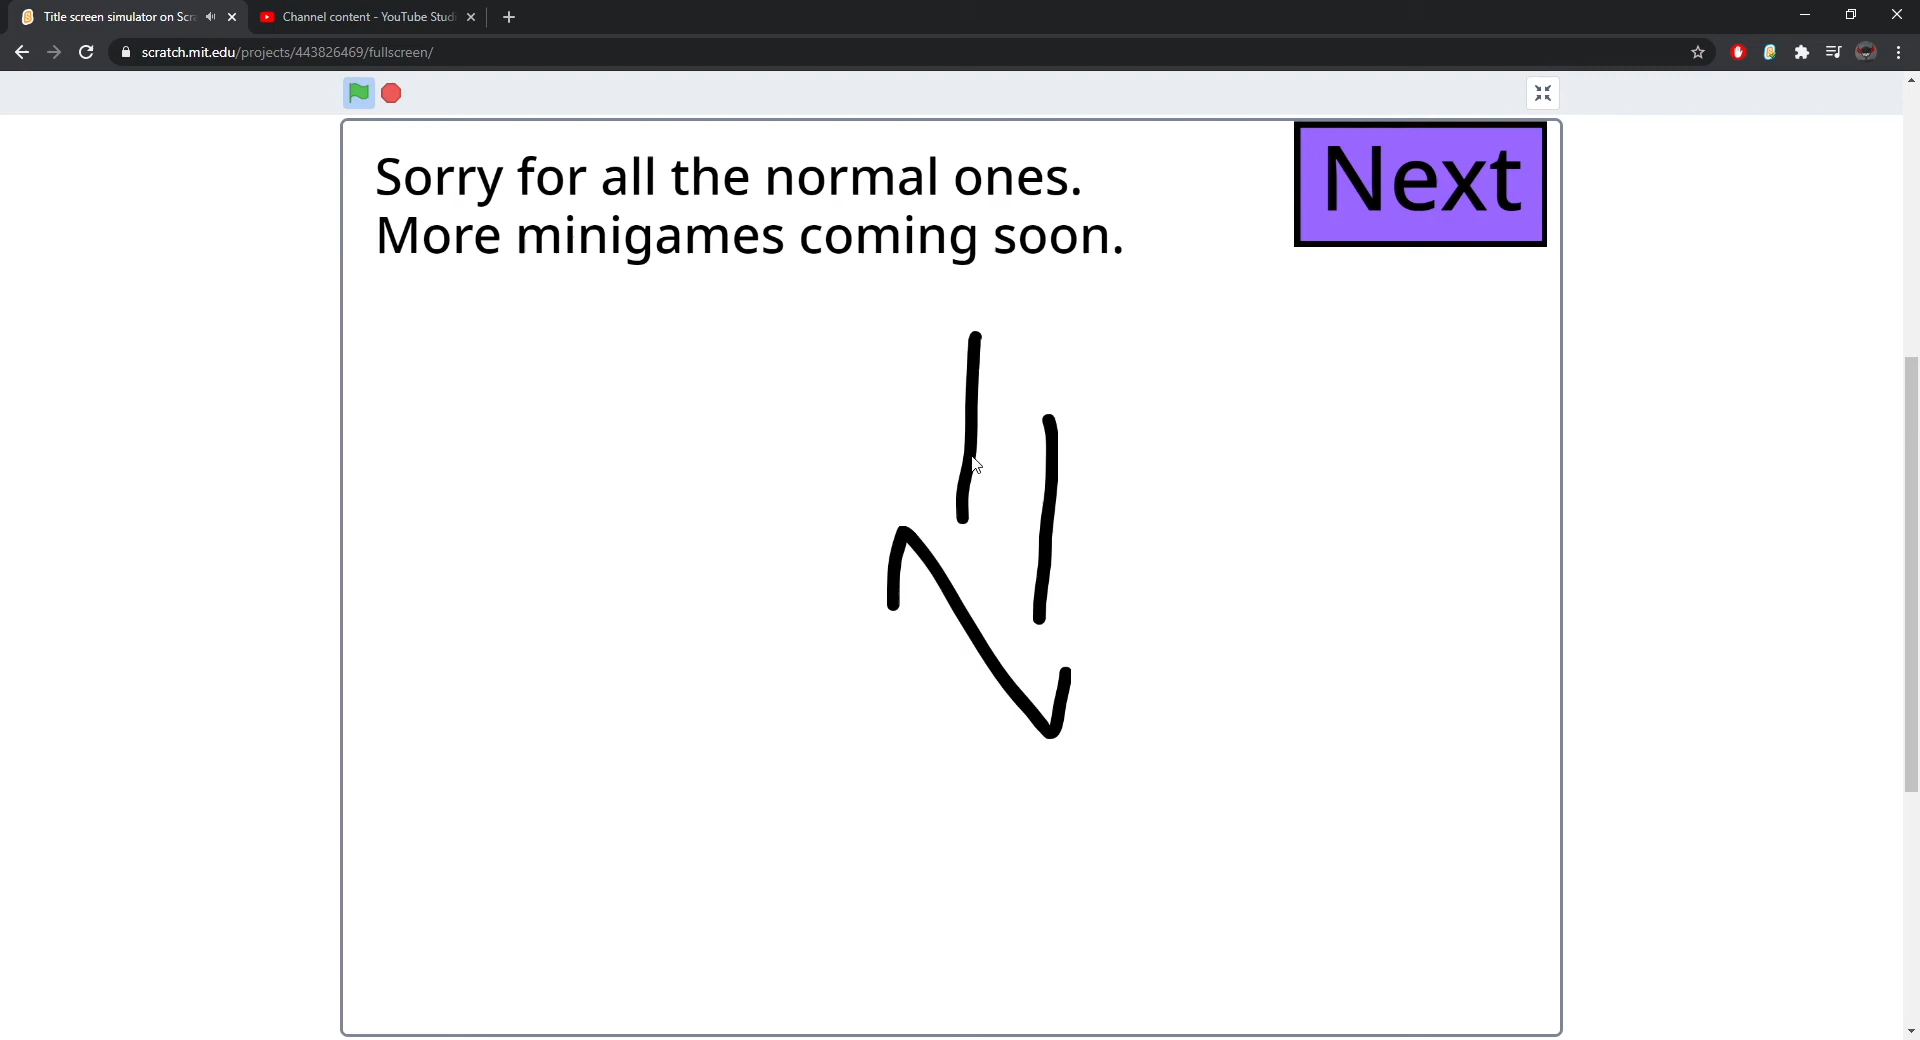 Title screen simulator on Scr
Channel content - YouTube Studi
scratch.mit.edu/projects/443826469/fullscreen/
Sorry for all the normal ones.
More minigames coming soon.
Next